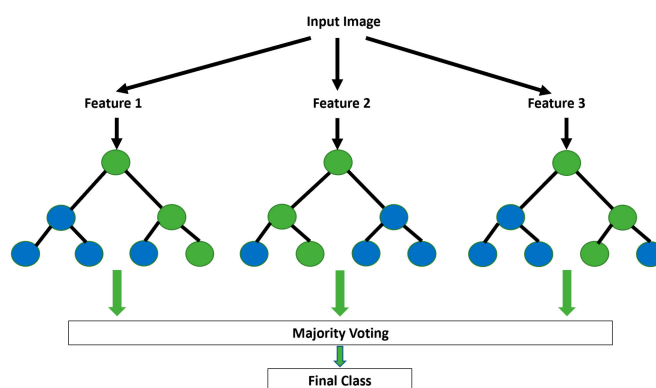 Input Image
Feature 1
Feature 2
Feature 3
Majority Voting
Final Class